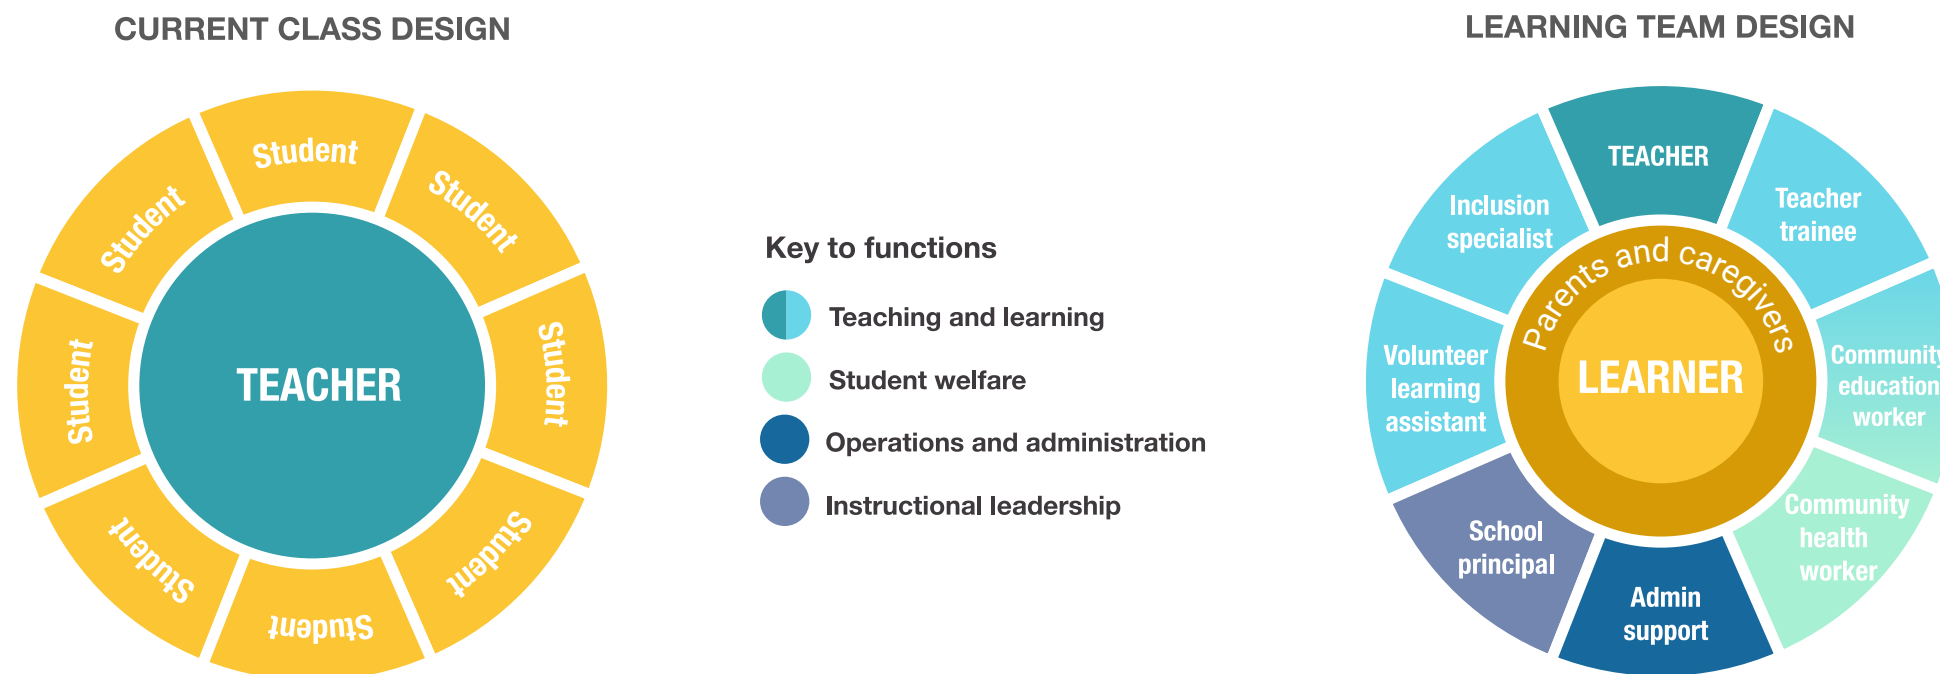 CURRENT CLASS DESIGN
Student
Student
Student
Student
Student
Student
Student
Student
TEACHER
Key to functions
Teaching and learning
Student welfare
Operations and administration
Instructional leadership
LEARNING TEAM DESIGN
TEACHER
Teacher
trainee
Community
education
worker
Community
health
worker
Admin
support
School
principal
Volunteer
learning
assistant
Inclusion
specialist
Parents and caregivers
LEARNER